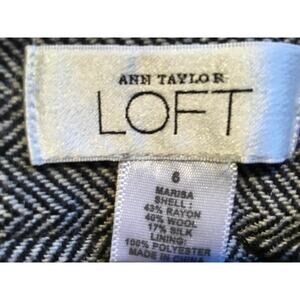 ANN TAYLOR
LOFT
6
MARISA
SHELL:
43% RAYON
40% WOOL
17% SILK
LINING:
100% POLYESTER
MADE IN CHINA